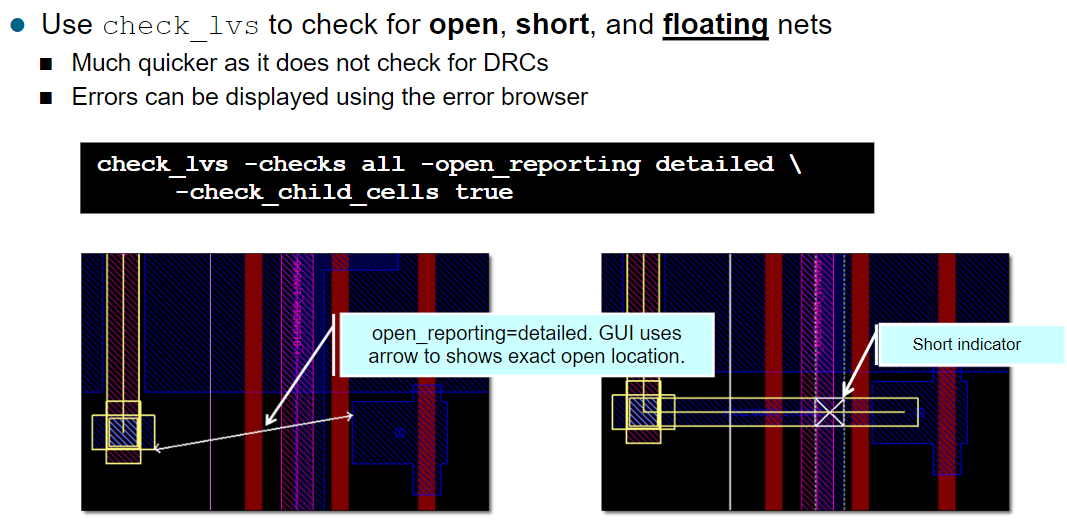 Use check_lvs to check for open, short, and floating nets
Much quicker as it does not check for DRCs
Errors can be displayed using the error browser
check_lvs -checks all -open_reporting detailed \
-check_child_cells true
open_reporting=detailed. GUI uses
arrow to shows exact open location.
Short indicator